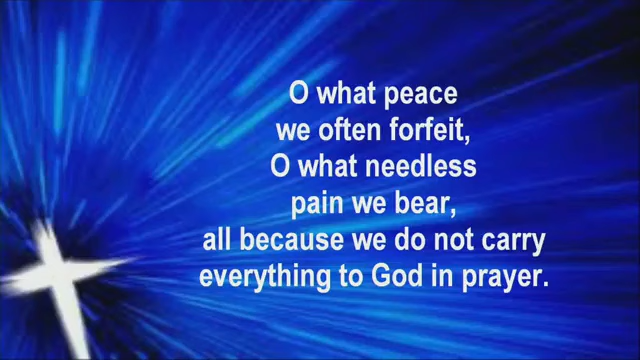 O what peace
we often forfeit,
O what needless
pain we bear,
all because we do not carry
everything to God in prayer.